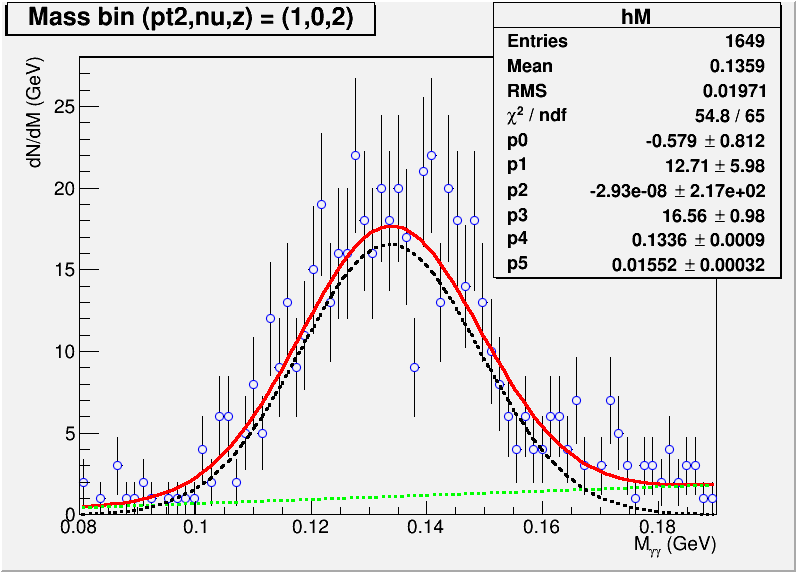 Mass bin (pt2,nu,z) = (1,0,2)
hM
Entries 1649
Mean 0.1359
RMS 0.01971
χ² / ndf 54.8 / 65
p0 -0.579 ± 0.812
p1 12.71 ± 5.98
p2 -2.93e-08 ± 2.17e+02
p3 16.56 ± 0.98
p4 0.1336 ± 0.0009
p5 0.01552 ± 0.00032
dN/dM (GeV)
25
20
15
10
5
0
0.08 0.1 0.12 0.14 0.16 0.18
Mγγ (GeV)